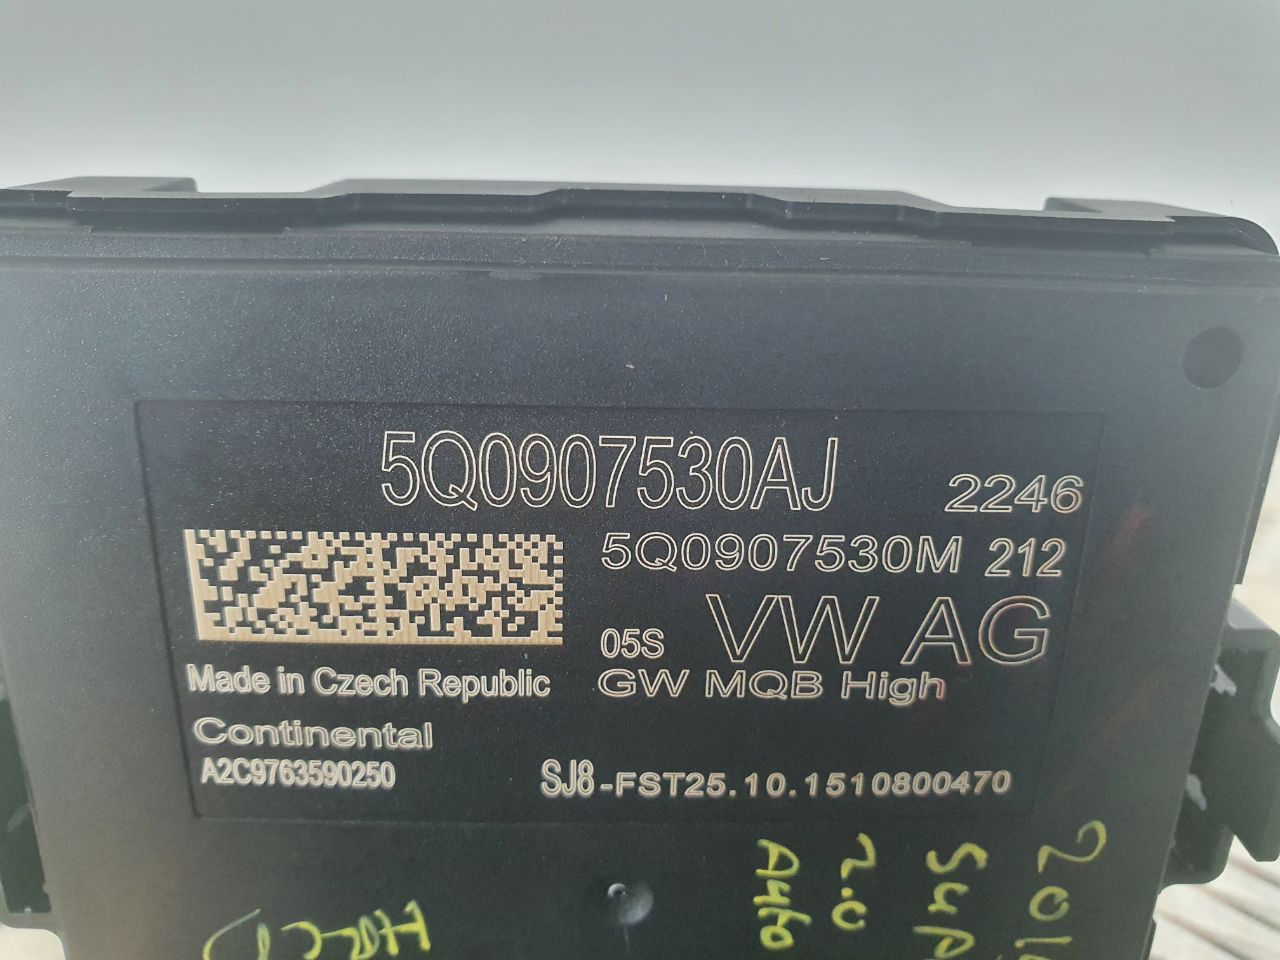 5Q0907530AJ
2246
5Q0907530M 212
05S VW AG
Made in Czech Republic
GW MQB High
Continental
A2C9763590250
SJ8-FST25.10.1510800470
2.0
Auto